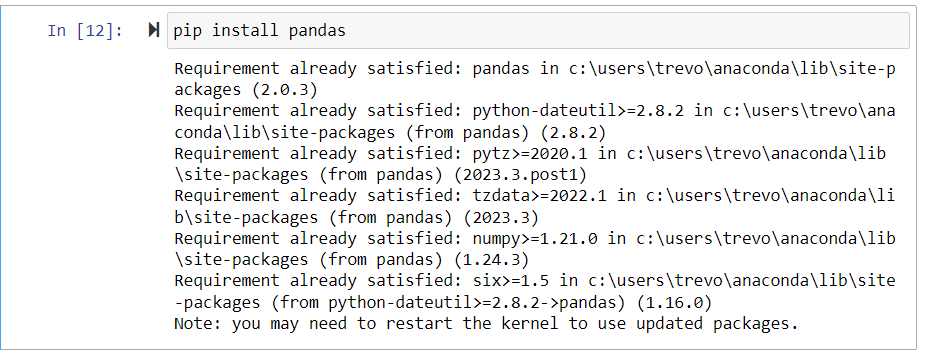 In [12]: pip install pandas
Requirement already satisfied: pandas in c:\users\trevo\anaconda\lib\site-p
ackages (2.0.3)
Requirement already satisfied: python-dateutil>=2.8.2 in c:\users\trevo\ana
conda\lib\site-packages (from pandas) (2.8.2)
Requirement already satisfied: pytz>=2020.1 in c:\users\trevo\anaconda\lib
\site-packages (from pandas) (2023.3.post1)
Requirement already satisfied: tzdata>=2022.1 in c:\users\trevo\anaconda\li
b\site-packages (from pandas) (2023.3)
Requirement already satisfied: numpy>=1.21.0 in c:\users\trevo\anaconda\lib
\site-packages (from pandas) (1.24.3)
Requirement already satisfied: six>=1.5 in c:\users\trevo\anaconda\lib\site
-packages (from python-dateutil>=2.8.2->pandas) (1.16.0)
Note: you may need to restart the kernel to use updated packages.